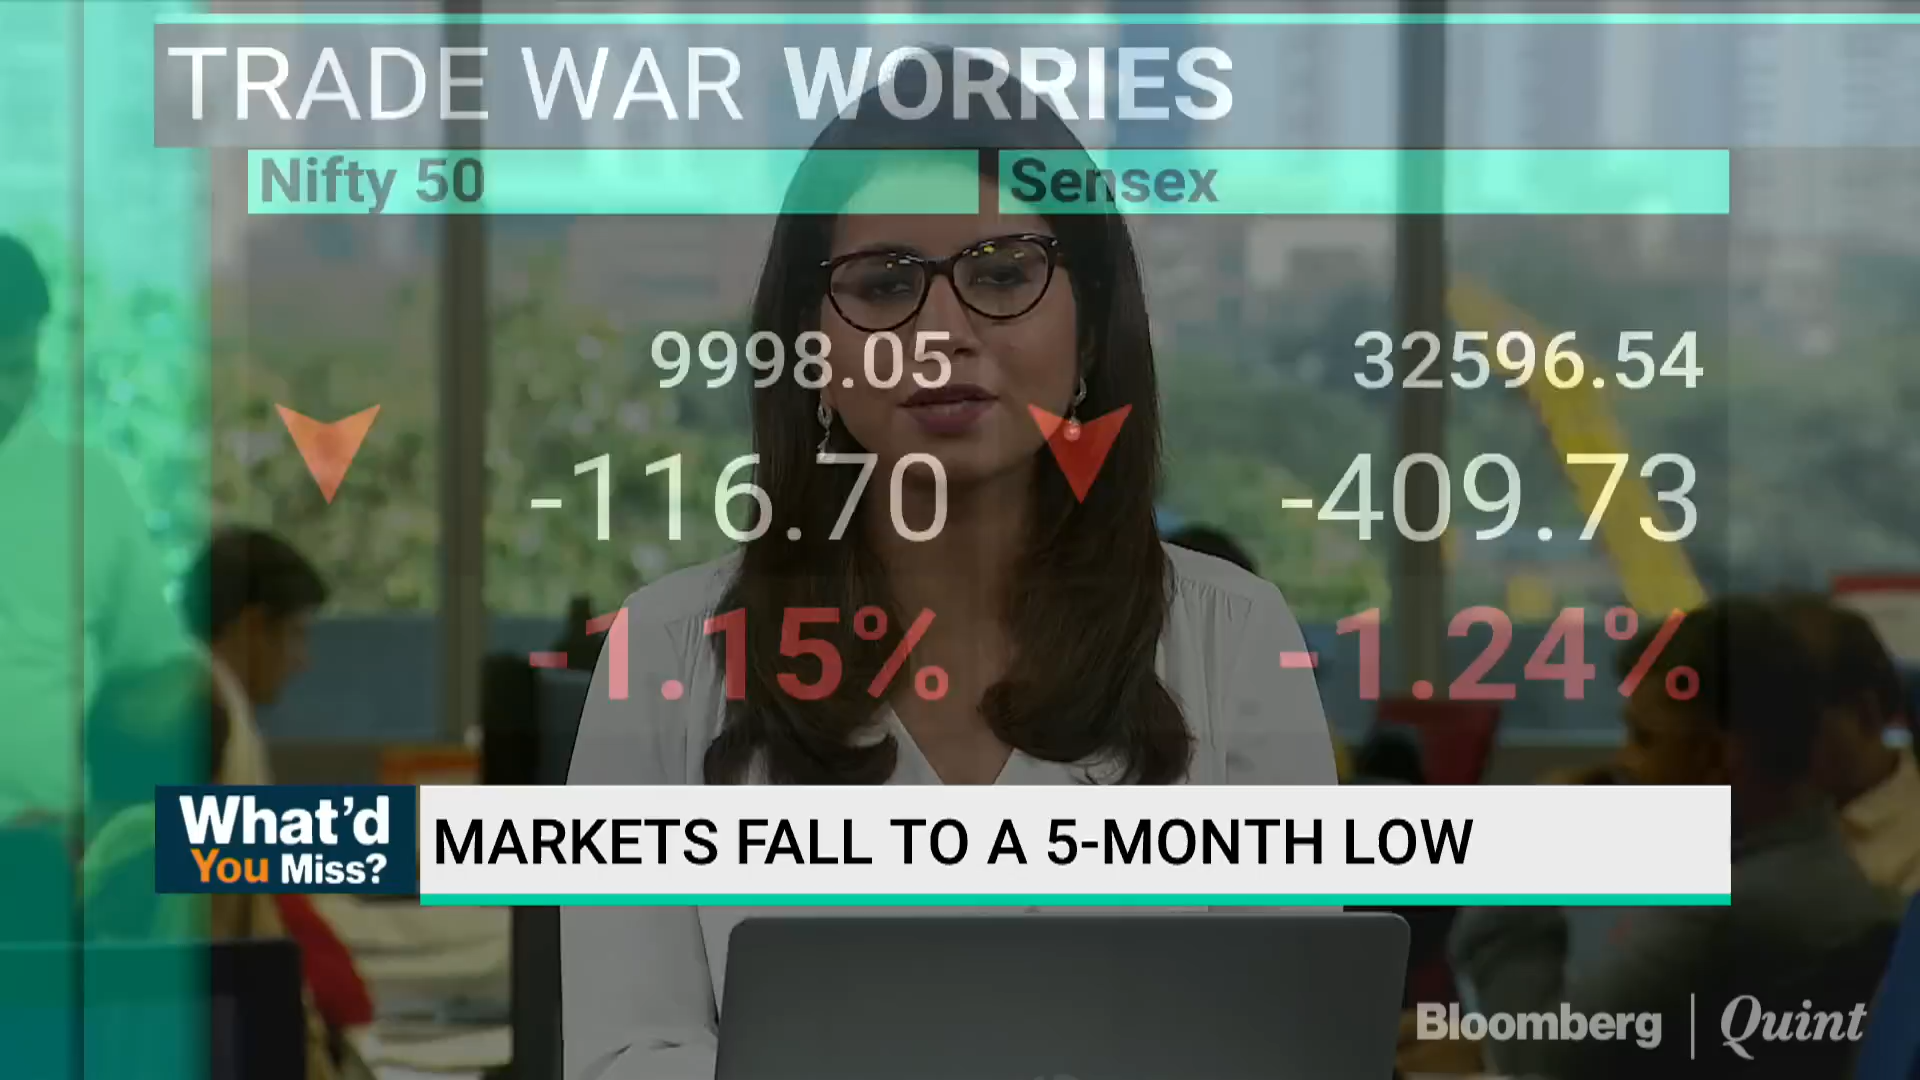 TRADE WAR WORRIES
Nifty 50
Sensex
9998.05
32596.54
-116.70
-409.73
-1.15%
-1.24%
What'd
You Miss?
MARKETS FALL TO A 5-MONTH LOW
Bloomberg | Quint